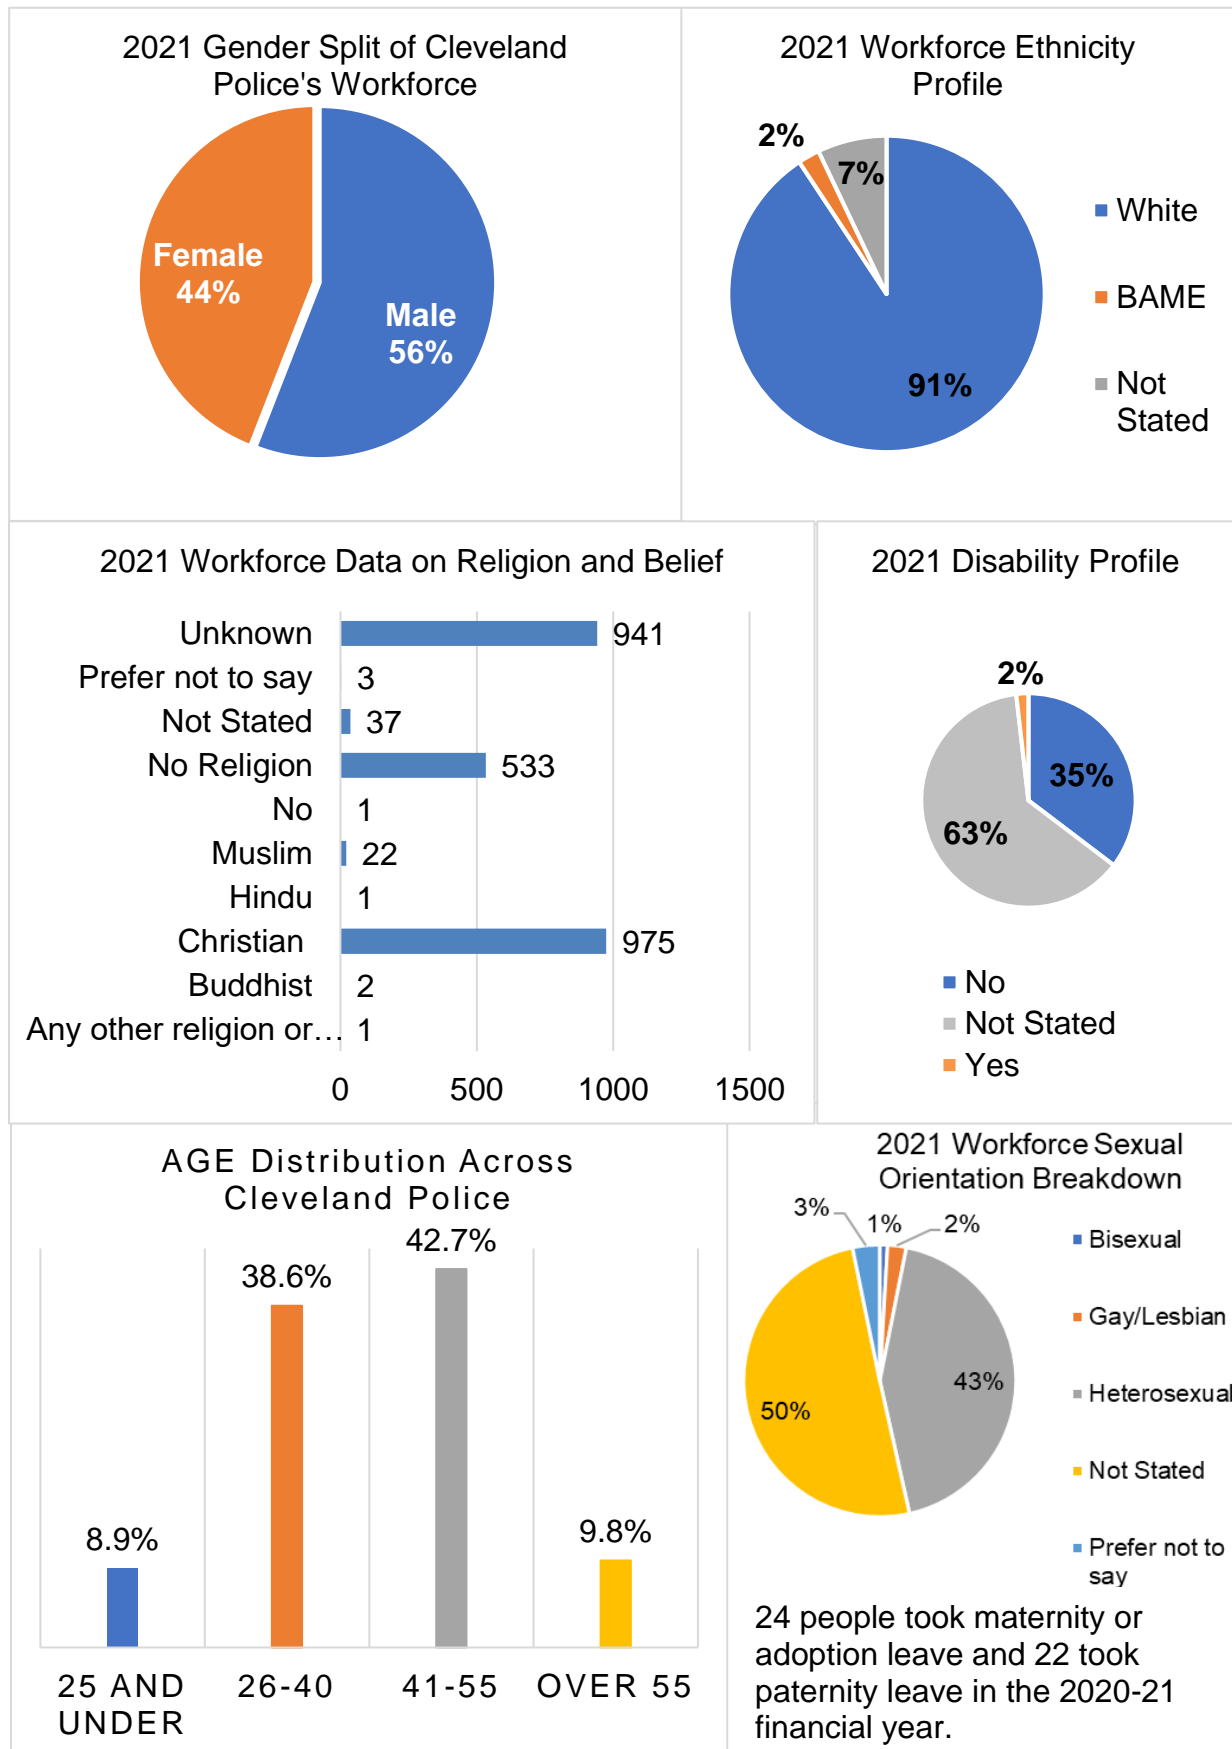 2021 Gender Split of Cleveland
Police's Workforce
Female
44%
Male
56%
2021 Workforce Ethnicity
Profile
2%
7%
91%
White
BAME
Not
Stated
2021 Workforce Data on Religion and Belief
Unknown 941
Prefer not to say 3
Not Stated 37
No Religion 533
No 1
Muslim 22
Hindu 1
Christian 975
Buddhist 2
Any other religion or… 1
0 500 1000 1500
2021 Disability Profile
2%
35%
63%
No
Not Stated
Yes
AGE Distribution Across
Cleveland Police
8.9%
38.6%
42.7%
9.8%
25 AND
UNDER
26-40
41-55
OVER 55
2021 Workforce Sexual
Orientation Breakdown
3% 1% 2%
43%
50%
Bisexual
Gay/Lesbian
Heterosexual
Not Stated
Prefer not to
say
24 people took maternity or
adoption leave and 22 took
paternity leave in the 2020-21
financial year.